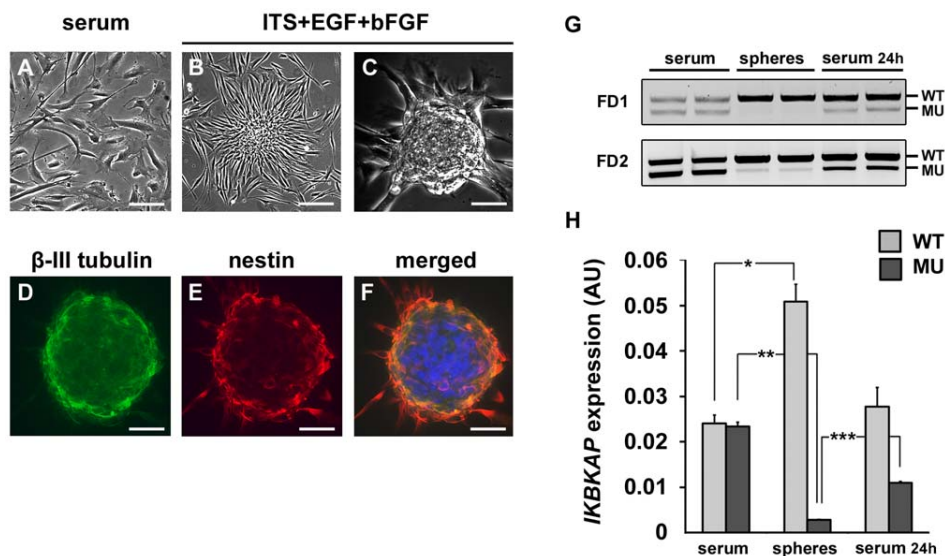 serum
ITS+EGF+bFGF
A
B
C
β-III tubulin
nestin
merged
D
E
F
G
serum spheres serum 24h
FD1
WT
MU
FD2
WT
MU
H
WT
MU
IKBKAP expression (AU)
0.06
0.05
0.04
0.03
0.02
0.01
0
*
**
***
serum spheres serum 24h